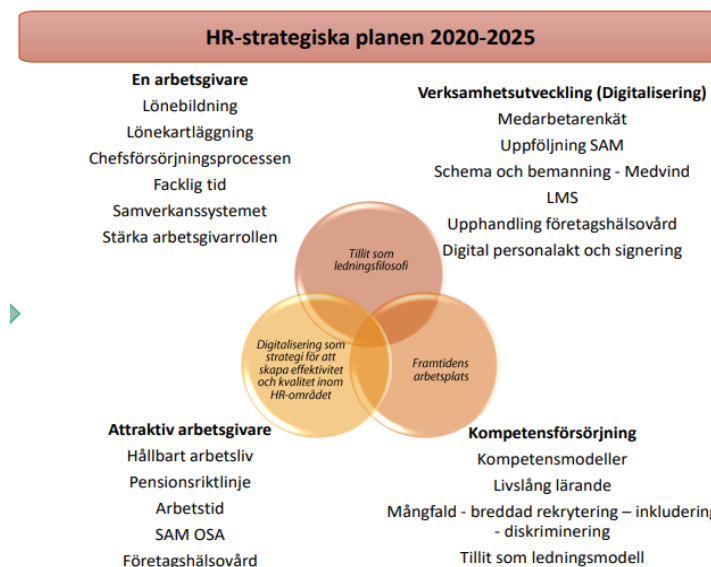 HR-strategiska planen 2020-2025
En arbetsgivare
Lönebildning
Lönekartläggning
Chefsförsörjningsprocessen
Facklig tid
Samverkanssystemet
Stärka arbetsgivarrollen
Verksamhetsutveckling (Digitalisering)
Medarbetarenkät
Uppföljning SAM
Schema och bemanning - Medvind
LMS
Upphandling företagshälsovård
Digital personalakt och signering
Tillit som
ledningsfilosofi
Digitalisering som
strategi för att
skapa effektivitet
och kvalitet inom
HR-området
Framtidens
arbetsplats
Attraktiv arbetsgivare
Hållbart arbetsliv
Pensionsriktlinje
Arbetstid
SAM OSA
Företagshälsovård
Kompetensförsörjning
Kompetensmodeller
Livslång lärande
Mångfald - breddad rekrytering – inkludering
- diskriminering
Tillit som ledningsmodell